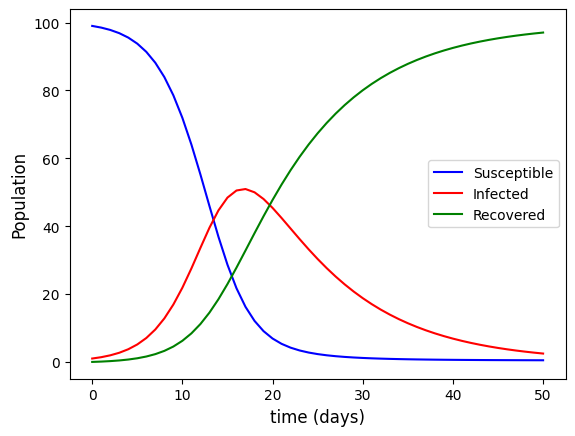 100
80
60
40
20
0
Population
Susceptible
Infected
Recovered
0 10 20 30 40 50
time (days)